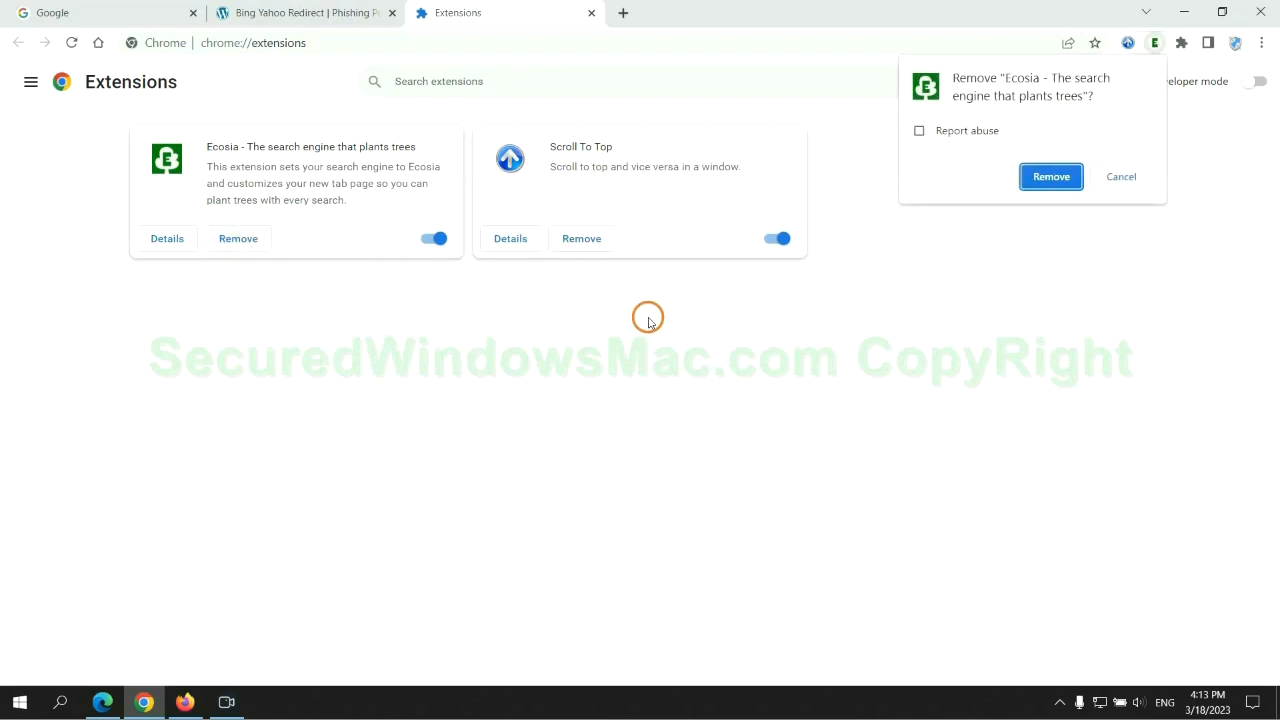 Google
Bing Yahoo Redirect | Phishing Pr
Extensions
Chrome
chrome://extensions
Extensions
Search extensions
veloper mode
Remove "Ecosia - The search
engine that plants trees"?
Report abuse
Remove
Cancel
Ecosia - The search engine that plants trees
This extension sets your search engine to Ecosia
and customizes your new tab page so you can
plant trees with every search.
Details
Remove
Scroll To Top
Scroll to top and vice versa in a window.
Details
Remove
SecuredWindowsMac.com CopyRight
ENG
4:13 PM
3/18/2023